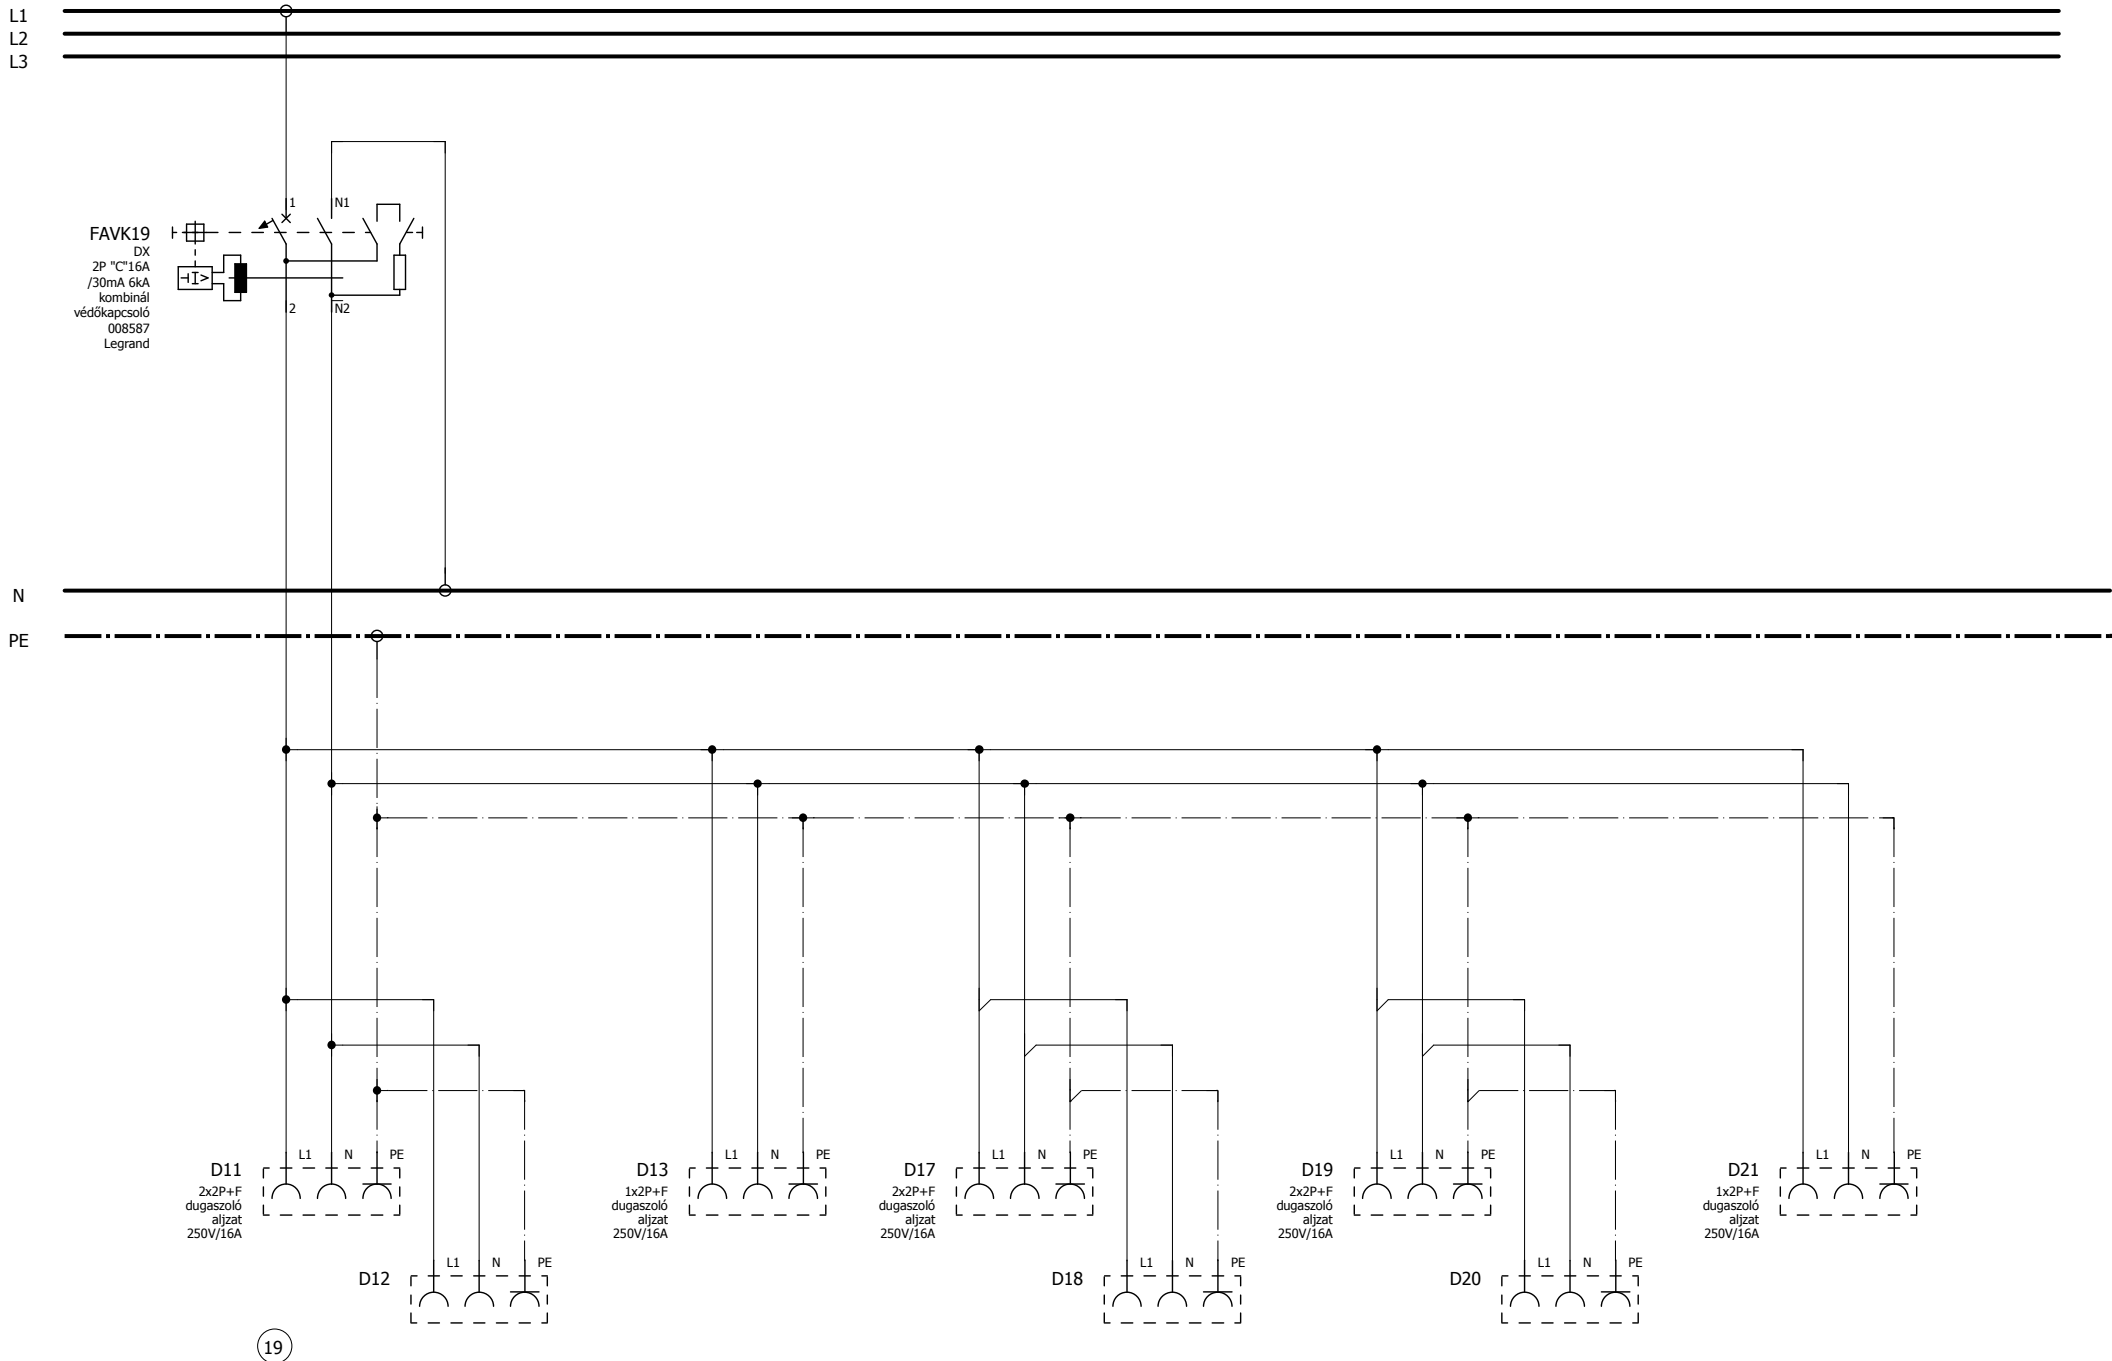 L1
L2
L3
1
N1
FAVK19
DX
2P "C"16A
/30mA 6kA
kombinál
védőkapcsoló
008587
Legrand
I>
2
N2
N
PE
L1 N PE
D11
2x2P+F
dugaszoló
aljzat
250V/16A
L1 N PE
D12
L1 N PE
D13
1x2P+F
dugaszoló
aljzat
250V/16A
L1 N PE
D17
2x2P+F
dugaszoló
aljzat
250V/16A
L1 N PE
D18
L1 N PE
D19
2x2P+F
dugaszoló
aljzat
250V/16A
L1 N PE
D20
L1 N PE
D21
1x2P+F
dugaszoló
aljzat
250V/16A
19